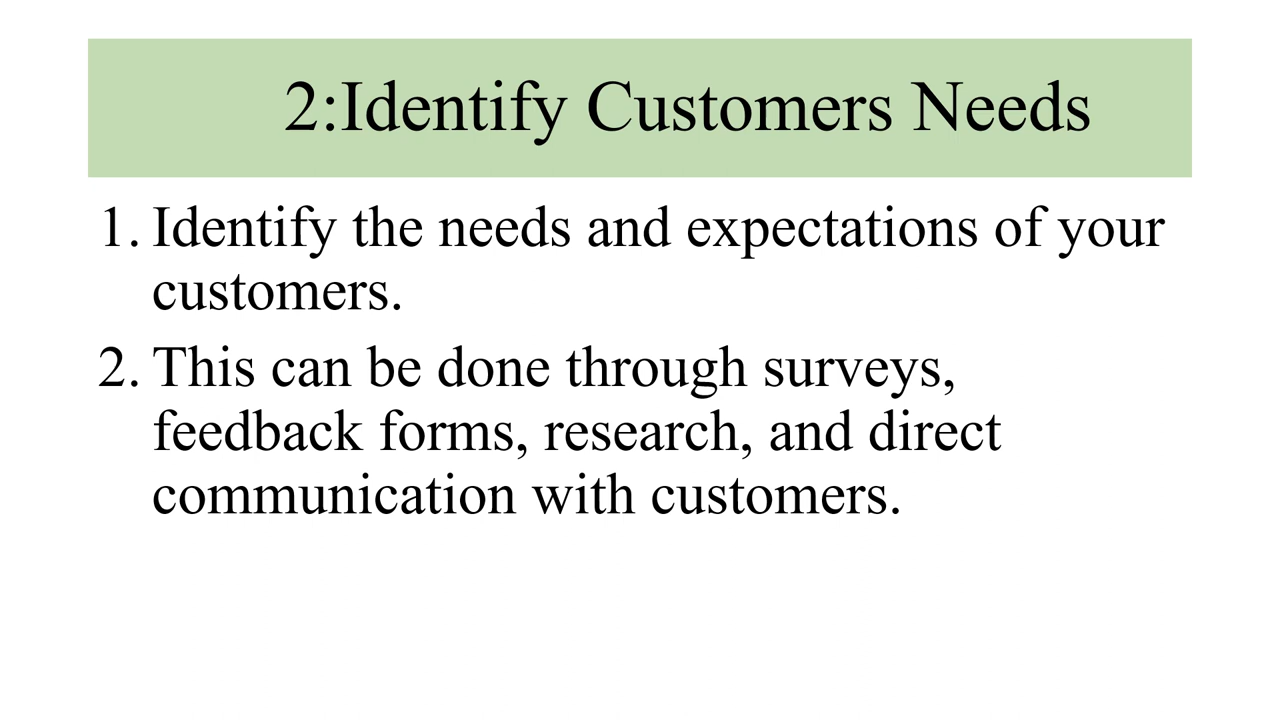 2:Identify Customers Needs
1. Identify the needs and expectations of your
customers.
2. This can be done through surveys,
feedback forms, research, and direct
communication with customers.